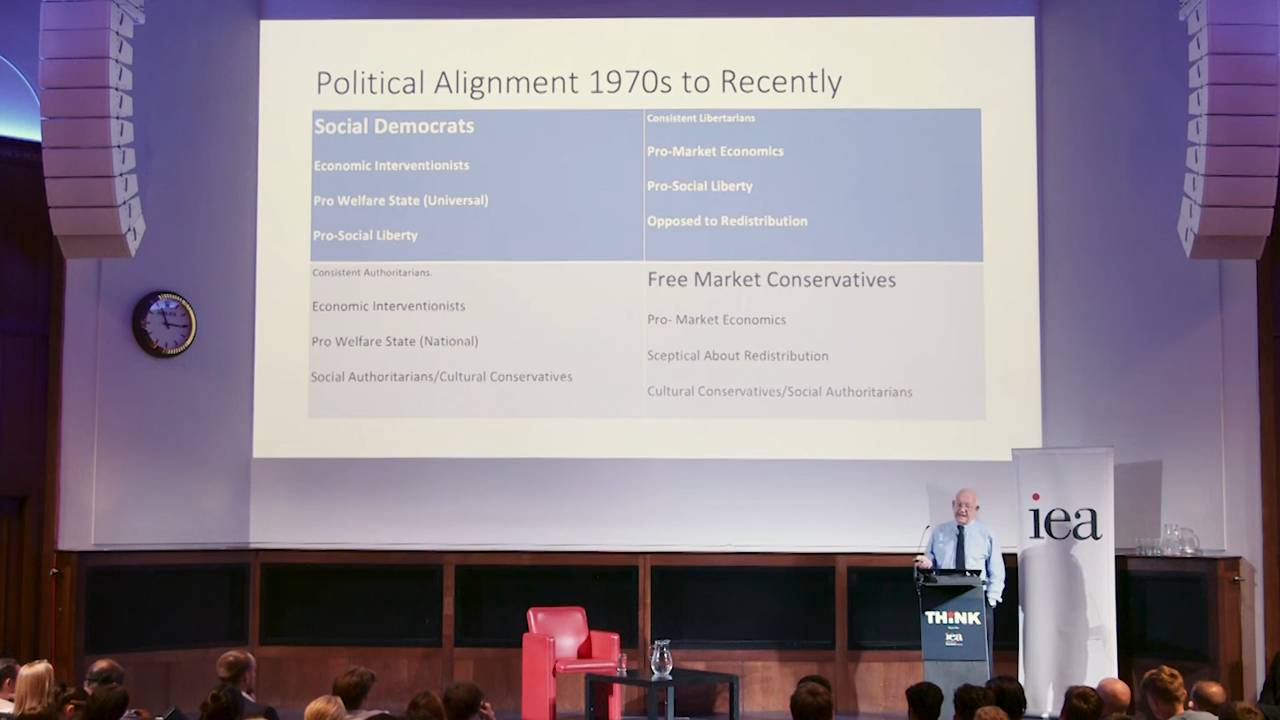 Political Alignment 1970s to Recently
Social Democrats
Economic Interventionists
Pro Welfare State (Universal)
Pro-Social Liberty
Consistent Libertarians
Pro-Market Economics
Pro-Social Liberty
Opposed to Redistribution
Consistent Authoritarians.
Economic Interventionists
Pro Welfare State (National)
Social Authoritarians/Cultural Conservatives
Free Market Conservatives
Pro- Market Economics
Sceptical About Redistribution
Cultural Conservatives/Social Authoritarians
iea
TH!NK
iea